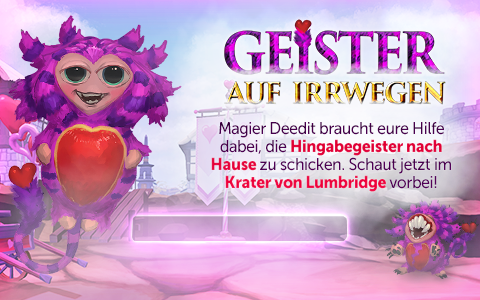 GEISTER
AUF IRRWEGEN
Magier Deedit braucht eure Hilfe
dabei, die Hingabegeister nach
Hause zu schicken. Schaut jetzt im
Krater von Lumbridge vorbei!